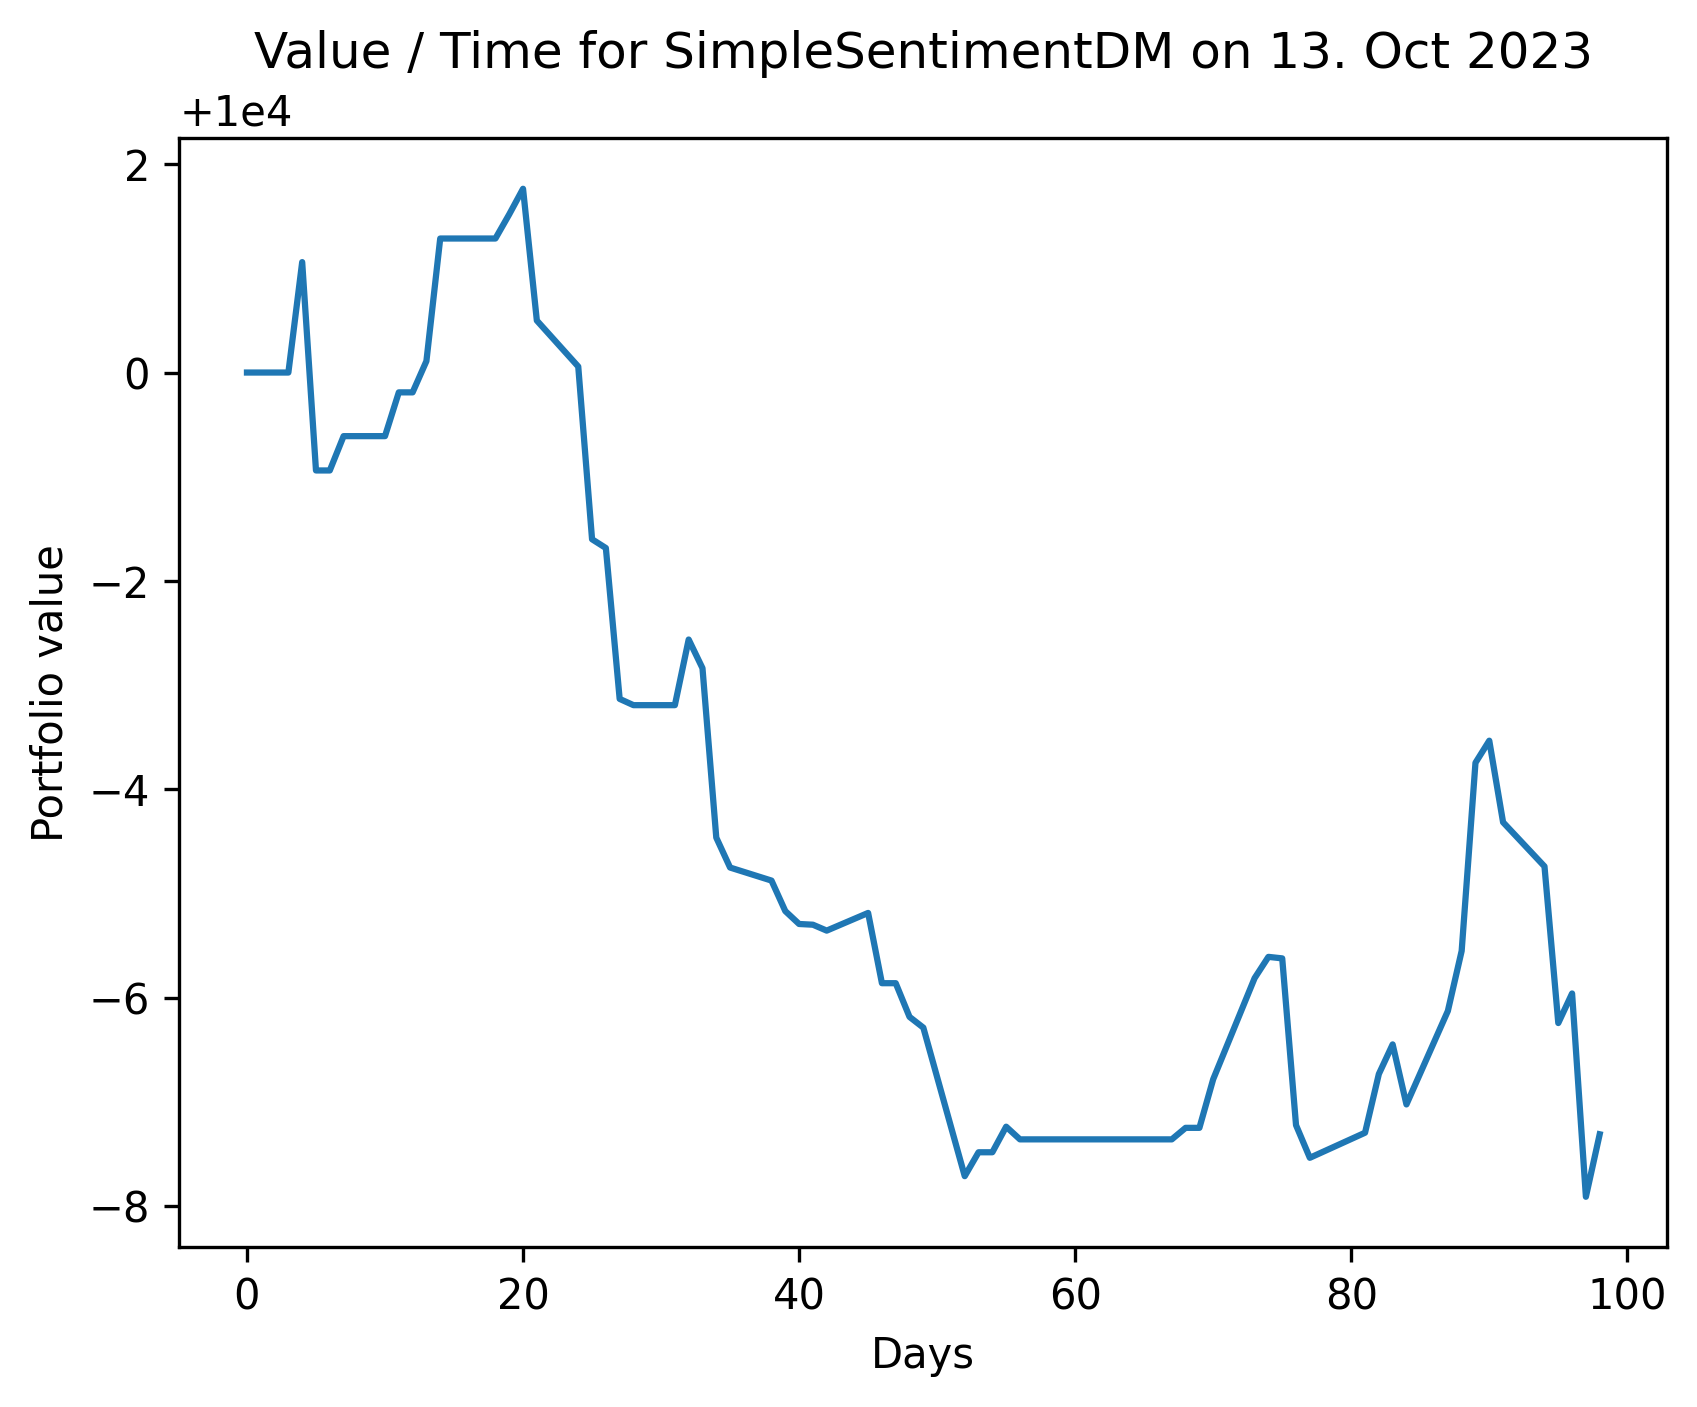 Value / Time for SimpleSentimentDM on 13. Oct 2023
+1e4
2
0
−2
−4
−6
−8
Portfolio value
0 20 40 60 80 100
Days